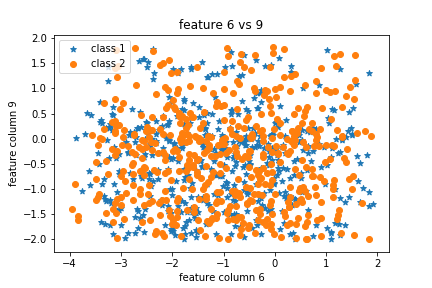 feature 6 vs 9
class 1
class 2
2.0
1.5
1.0
0.5
0.0
−0.5
−1.0
−1.5
−2.0
feature column 9
−4 −3 −2 −1 0 1 2
feature column 6